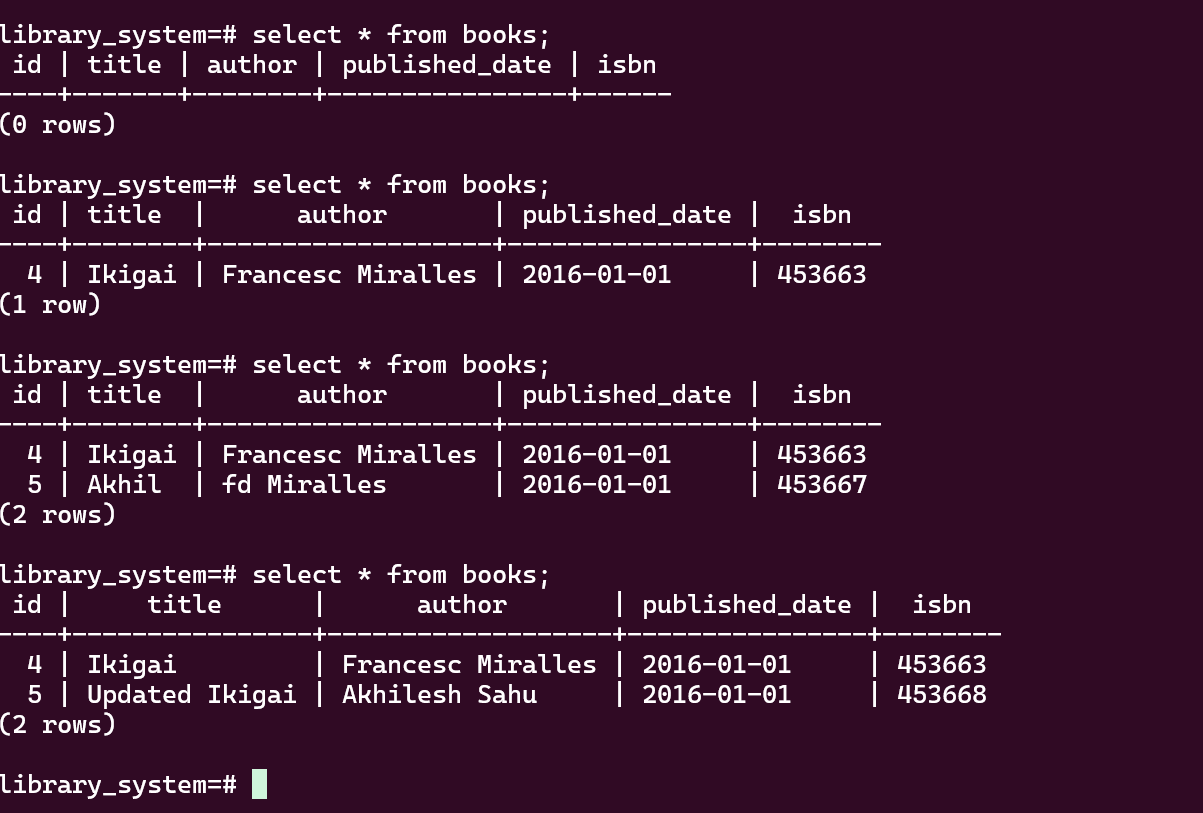 library_system=# select * from books;
 id | title | author | published_date | isbn
----+-------+--------+----------------+------
(0 rows)

library_system=# select * from books;
 id | title  |      author       | published_date |  isbn
----+--------+-------------------+----------------+--------
  4 | Ikigai | Francesc Miralles | 2016-01-01     | 453663
(1 row)

library_system=# select * from books;
 id | title  |      author       | published_date |  isbn
----+--------+-------------------+----------------+--------
  4 | Ikigai | Francesc Miralles | 2016-01-01     | 453663
  5 | Akhil  | fd Miralles       | 2016-01-01     | 453667
(2 rows)

library_system=# select * from books;
 id |     title      |      author       | published_date |  isbn
----+----------------+-------------------+----------------+--------
  4 | Ikigai         | Francesc Miralles | 2016-01-01     | 453663
  5 | Updated Ikigai | Akhilesh Sahu     | 2016-01-01     | 453668
(2 rows)

library_system=#